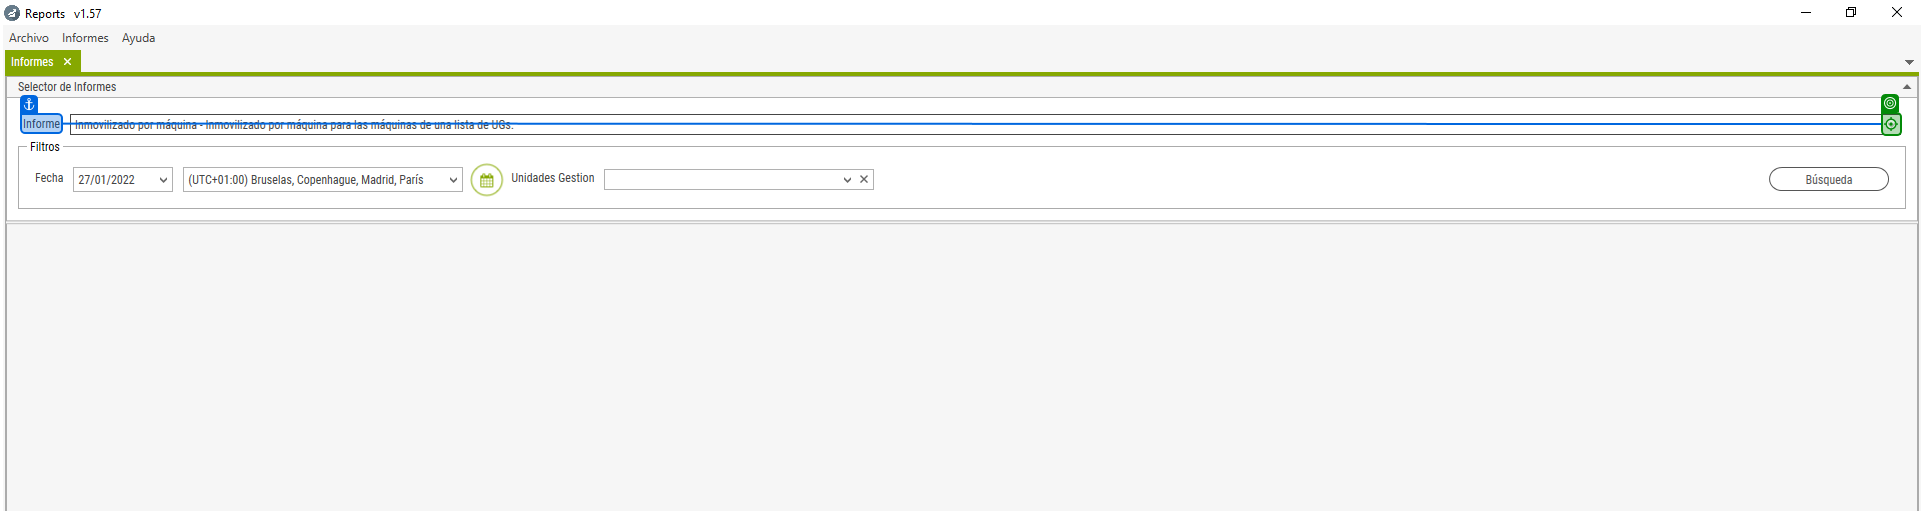 Reports v1.57
Archivo Informes Ayuda
Informes
Selector de Informes
Informe Inmovilizado por máquina - Inmovilizado por máquina para las máquinas de una lista de UGs.
Filtros
Fecha 27/01/2022 (UTC+01:00) Bruselas, Copenhague, Madrid, París Unidades Gestion Búsqueda